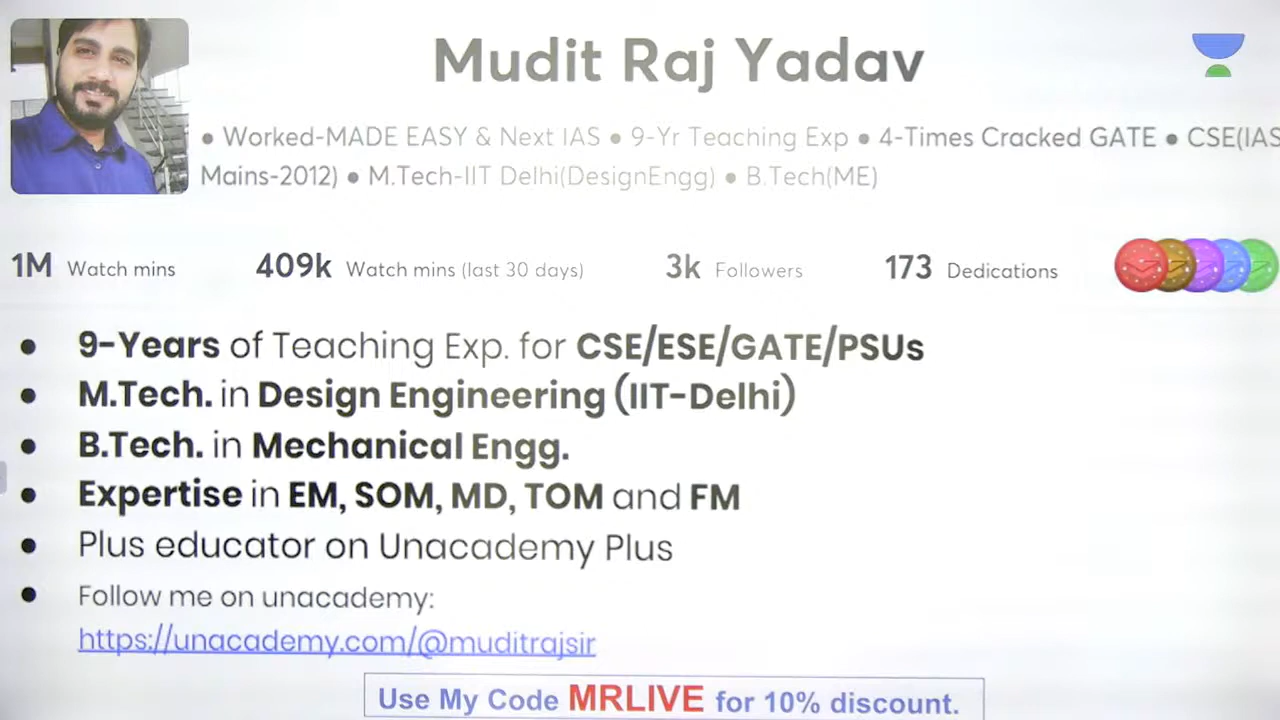 Mudit Raj Yadav
● Worked-MADE EASY & Next IAS ● 9-Yr Teaching Exp ● 4-Times Cracked GATE ● CSE(IAS
Mains-2012) ● M.Tech-IIT Delhi(DesignEngg) ● B.Tech(ME)
1M Watch mins 409k Watch mins (last 30 days) 3k Followers 173 Dedications
● 9-Years of Teaching Exp. for CSE/ESE/GATE/PSUs
● M.Tech. in Design Engineering (IIT-Delhi)
● B.Tech. in Mechanical Engg.
● Expertise in EM, SOM, MD, TOM and FM
● Plus educator on Unacademy Plus
● Follow me on unacademy:
https://unacademy.com/@muditrajsir
Use My Code MRLIVE for 10% discount.